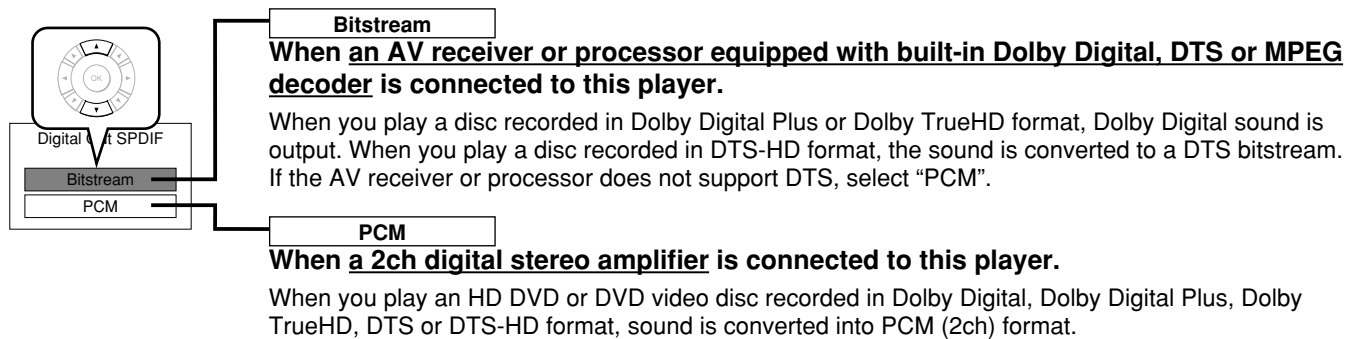 OK
Digital Out SPDIF
Bitstream
PCM
Bitstream
When an AV receiver or processor equipped with built-in Dolby Digital, DTS or MPEG
decoder is connected to this player.
When you play a disc recorded in Dolby Digital Plus or Dolby TrueHD format, Dolby Digital sound is
output. When you play a disc recorded in DTS-HD format, the sound is converted to a DTS bitstream.
If the AV receiver or processor does not support DTS, select “PCM”.
PCM
When a 2ch digital stereo amplifier is connected to this player.
When you play an HD DVD or DVD video disc recorded in Dolby Digital, Dolby Digital Plus, Dolby
TrueHD, DTS or DTS-HD format, sound is converted into PCM (2ch) format.